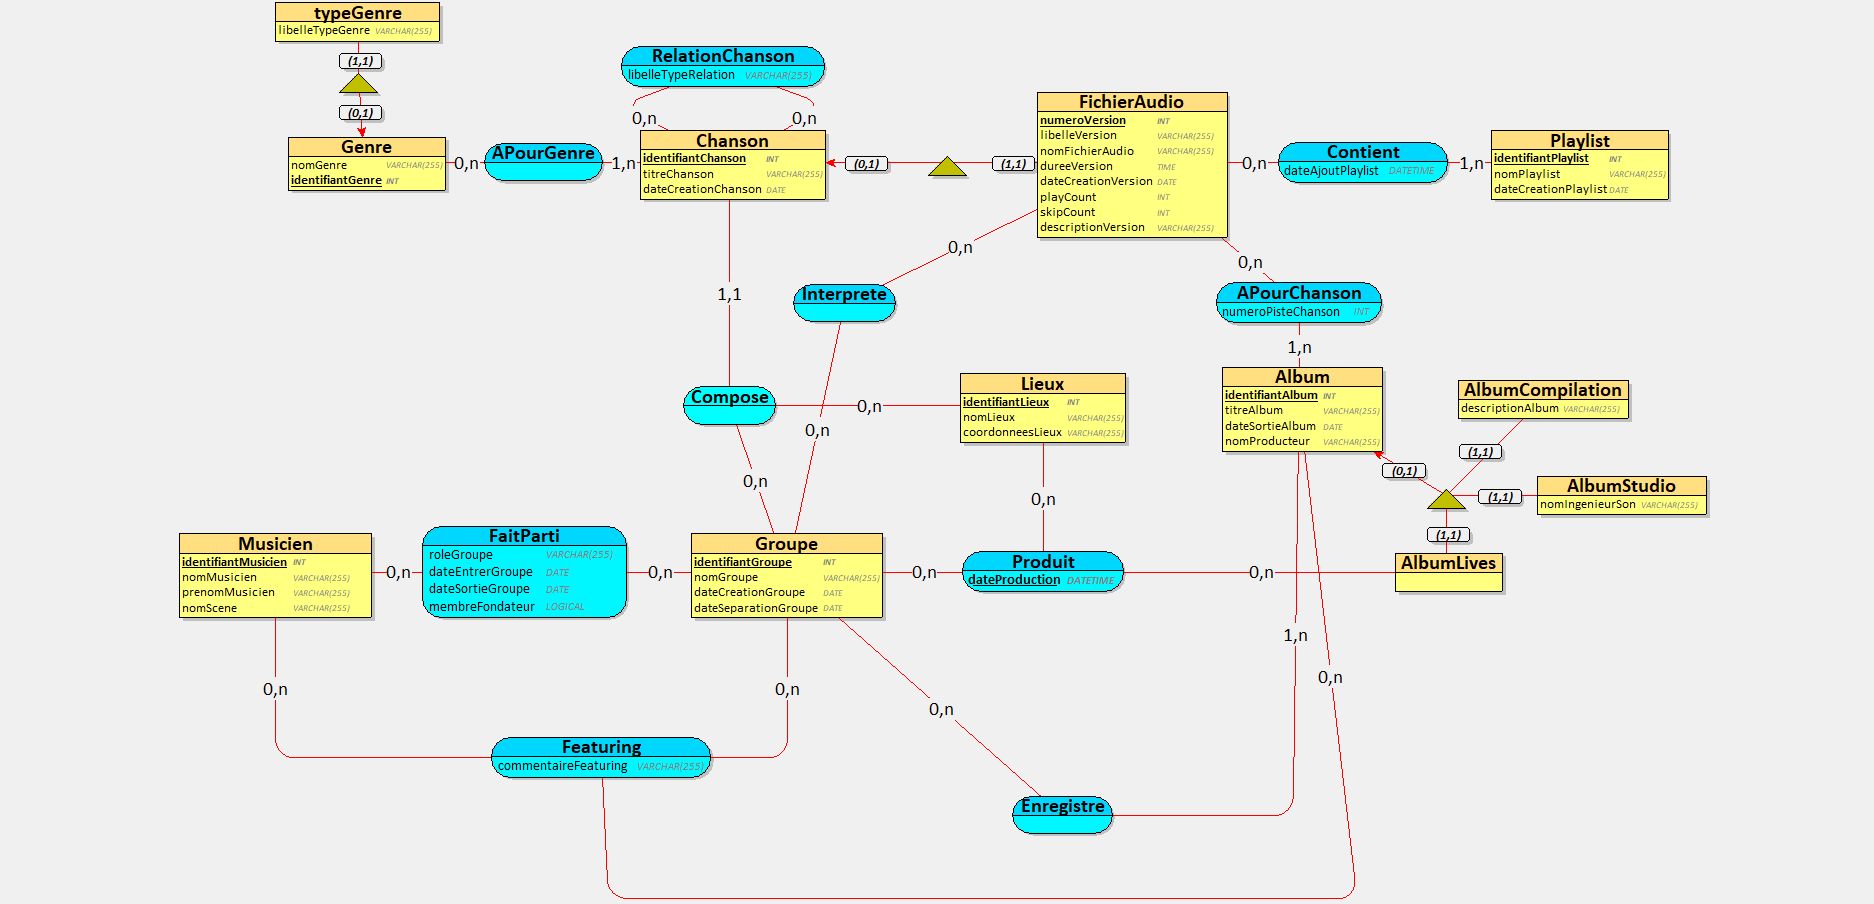 typeGenre
libelleTypeGenre VARCHAR(255)
(1,1)
(0,1)
Genre
nomGenre VARCHAR(255)
identifiantGenre INT
0,n
APourGenre
1,n
RelationChanson
libelleTypeRelation VARCHAR(255)
0,n
0,n
Chanson
identifiantChanson INT
titreChanson VARCHAR(255)
dateCreationChanson DATE
(0,1)
(1,1)
FichierAudio
numeroVersion INT
libelleVersion VARCHAR(255)
nomFichierAudio VARCHAR(255)
dureeVersion TIME
dateCreationVersion DATE
playCount INT
skipCount INT
descriptionVersion VARCHAR(255)
0,n
Contient
dateAjoutPlaylist DATETIME
1,n
Playlist
identifiantPlaylist INT
nomPlaylist VARCHAR(255)
dateCreationPlaylist DATE
0,n
0,n
1,1
Interprete
APourChanson
numeroPisteChanson INT
1,n
Compose
0,n
Lieux
identifiantLieux INT
nomLieux VARCHAR(255)
coordonneesLieux VARCHAR(255)
Album
identifiantAlbum INT
titreAlbum VARCHAR(255)
dateSortieAlbum DATE
nomProducteur VARCHAR(255)
AlbumCompilation
descriptionAlbum VARCHAR(255)
(1,1)
(0,1)
AlbumStudio
nomIngenieurSon VARCHAR(255)
(1,1)
(1,1)
AlbumLives
0,n
0,n
0,n
Musicien
identifiantMusicien INT
nomMusicien VARCHAR(255)
prenomMusicien VARCHAR(255)
nomScene VARCHAR(255)
0,n
FaitParti
roleGroupe VARCHAR(255)
dateEntrerGroupe DATE
dateSortieGroupe DATE
membreFondateur LOGICAL
0,n
Groupe
identifiantGroupe INT
nomGroupe VARCHAR(255)
dateCreationGroupe DATE
dateSeparationGroupe DATE
0,n
Produit
dateProduction DATETIME
0,n
1,n
0,n
0,n
0,n
0,n
Featuring
commentaireFeaturing VARCHAR(255)
Enregistre